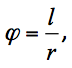 φ = l/r,